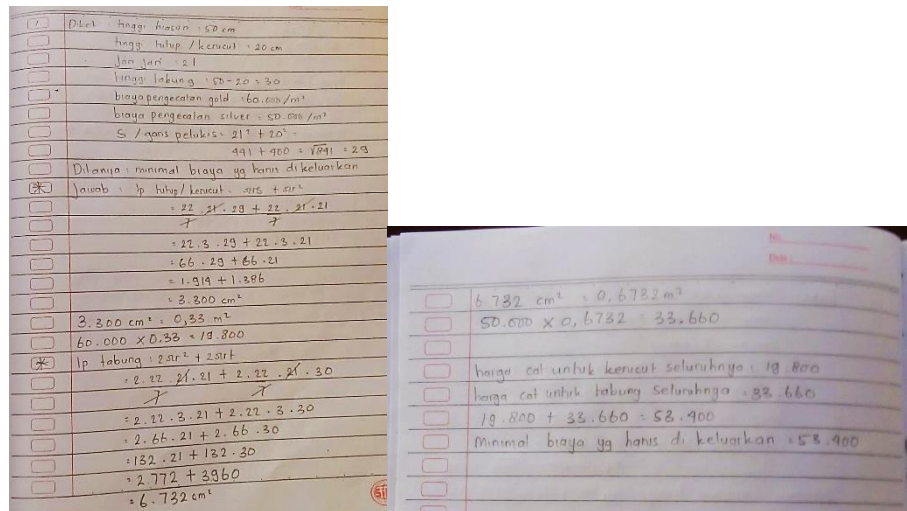 Diket : tinggi hiasan : 50 cm
tinggi tutup / kerucut : 20 cm
Jari Jari : 21
tinggi tabung : 50 - 20 = 30
biaya pengecatan gold : 60.000/m²
biaya pengecatan silver = 50.000/m²
S / garis pelukis = 21² + 20²
441 + 400 = √841 = 29
Ditanya : minimal biaya yg harus dikeluarkan
Jawab : lp tutup / kerucut = πrs + πr²
= 22/7 . 21 . 29 + 22/7 . 21 . 21
= 22.3.29 + 22.3.21
= 66 . 29 + 66 . 21
= 1.914 + 1.386
= 3.300 cm²
3.300 cm² = 0,33 m²
60.000 x 0.33 = 19.800
lp tabung : 2πr² + 2πrt
= 2.22/7 . 21 . 21 + 2.22/7 . 21 . 30
= 2.22.3.21 + 2.22.3.30
= 2.66.21 + 2.66.30
= 132.21 + 132.30
= 2.772 + 3960
= 6.732 cm²
No.
Date :
6.732 cm² = 0,6732 m²
50.000 x 0,6732 = 33.660
harga cat untuk kerucut seluruhnya : 19.800
harga cat untuk tabung seluruhnya = 33.660
19.800 + 33.660 = 53.400
Minimal biaya yg harus di keluarkan = 53.400